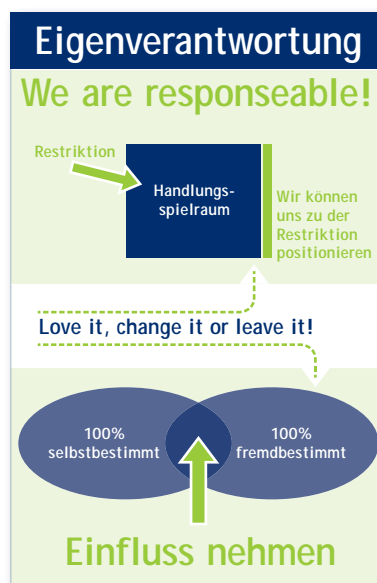 Eigenverantwortung
We are responseable!
Restriktion
Handlungs-
spielraum
Wir können
uns zu der
Restriktion
positionieren
Love it, change it or leave it!
100%
selbstbestimmt
100%
fremdbestimmt
Einfluss nehmen